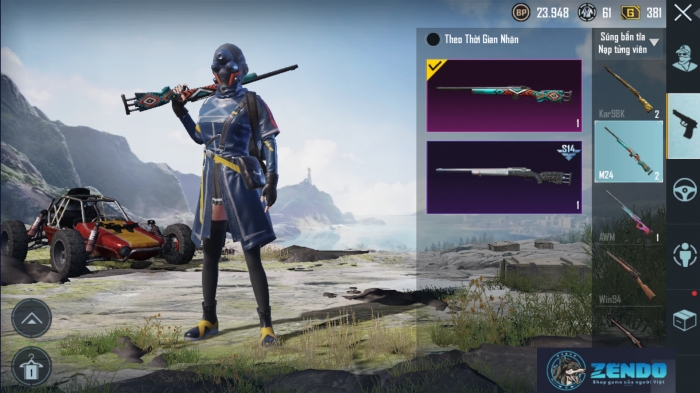 BP 23.948 61 G 381
Theo Thời Gian Nhận
Súng bắn tỉa
Nạp từng viên
1
S14
1
Kar98K 2
M24 2
AWM 1
Win94
1
ZENDO
Shop game của người Việt